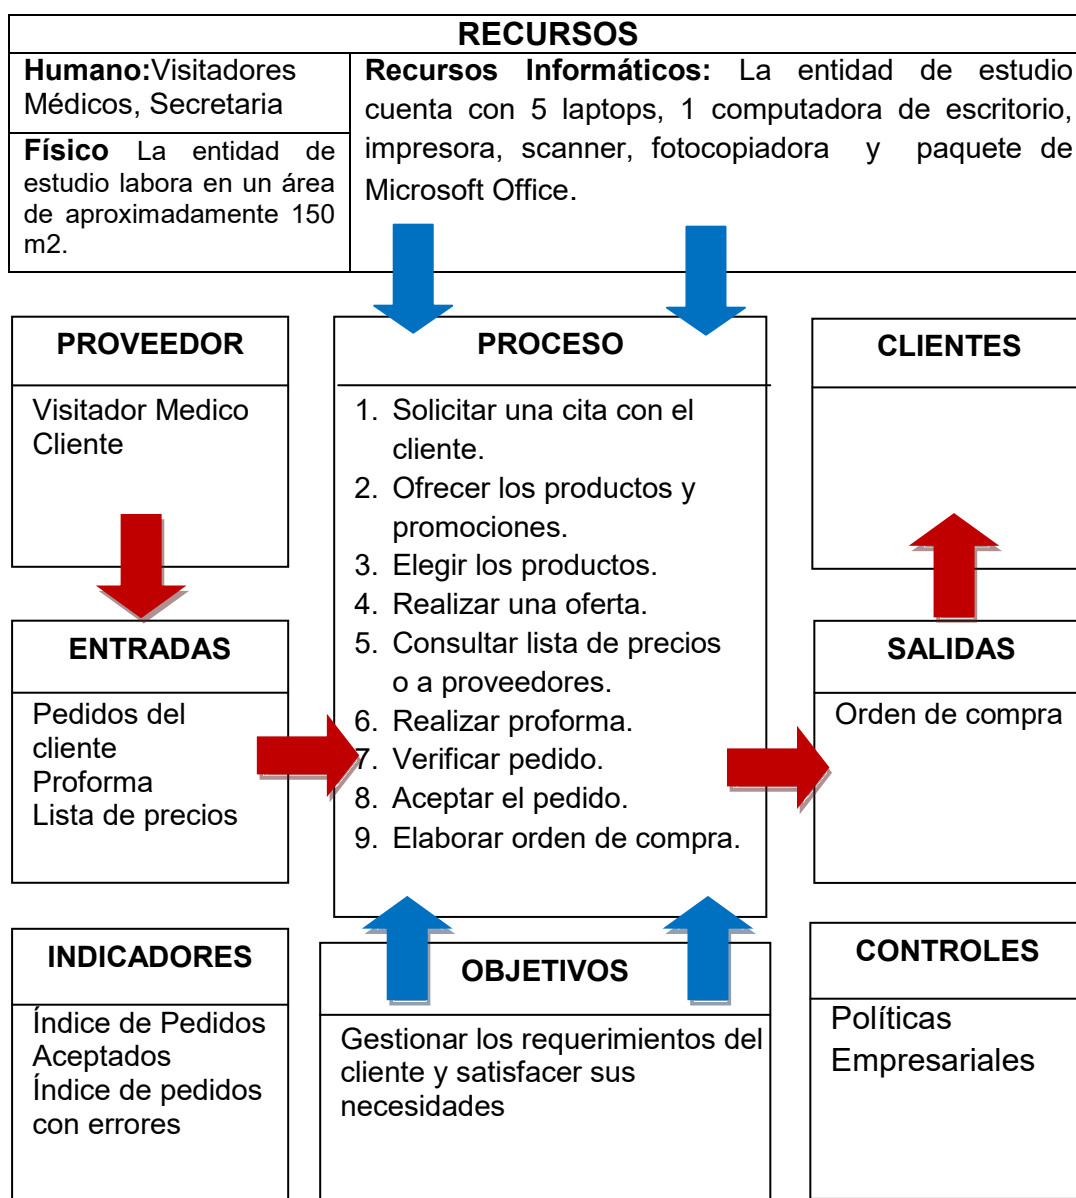 RECURSOS
Humano:Visitadores
Médicos, Secretaria
Físico La entidad de
estudio labora en un área
de aproximadamente 150
m2.
Recursos Informáticos: La entidad de estudio
cuenta con 5 laptops, 1 computadora de escritorio,
impresora, scanner, fotocopiadora y paquete de
Microsoft Office.
PROVEEDOR
Visitador Medico
Cliente
PROCESO
1. Solicitar una cita con el
cliente.
2. Ofrecer los productos y
promociones.
3. Elegir los productos.
4. Realizar una oferta.
5. Consultar lista de precios
o a proveedores.
6. Realizar proforma.
7. Verificar pedido.
8. Aceptar el pedido.
9. Elaborar orden de compra.
CLIENTES
ENTRADAS
Pedidos del
cliente
Proforma
Lista de precios
SALIDAS
Orden de compra
INDICADORES
Índice de Pedidos
Aceptados
Índice de pedidos
con errores
OBJETIVOS
Gestionar los requerimientos del
cliente y satisfacer sus
necesidades
CONTROLES
Políticas
Empresariales